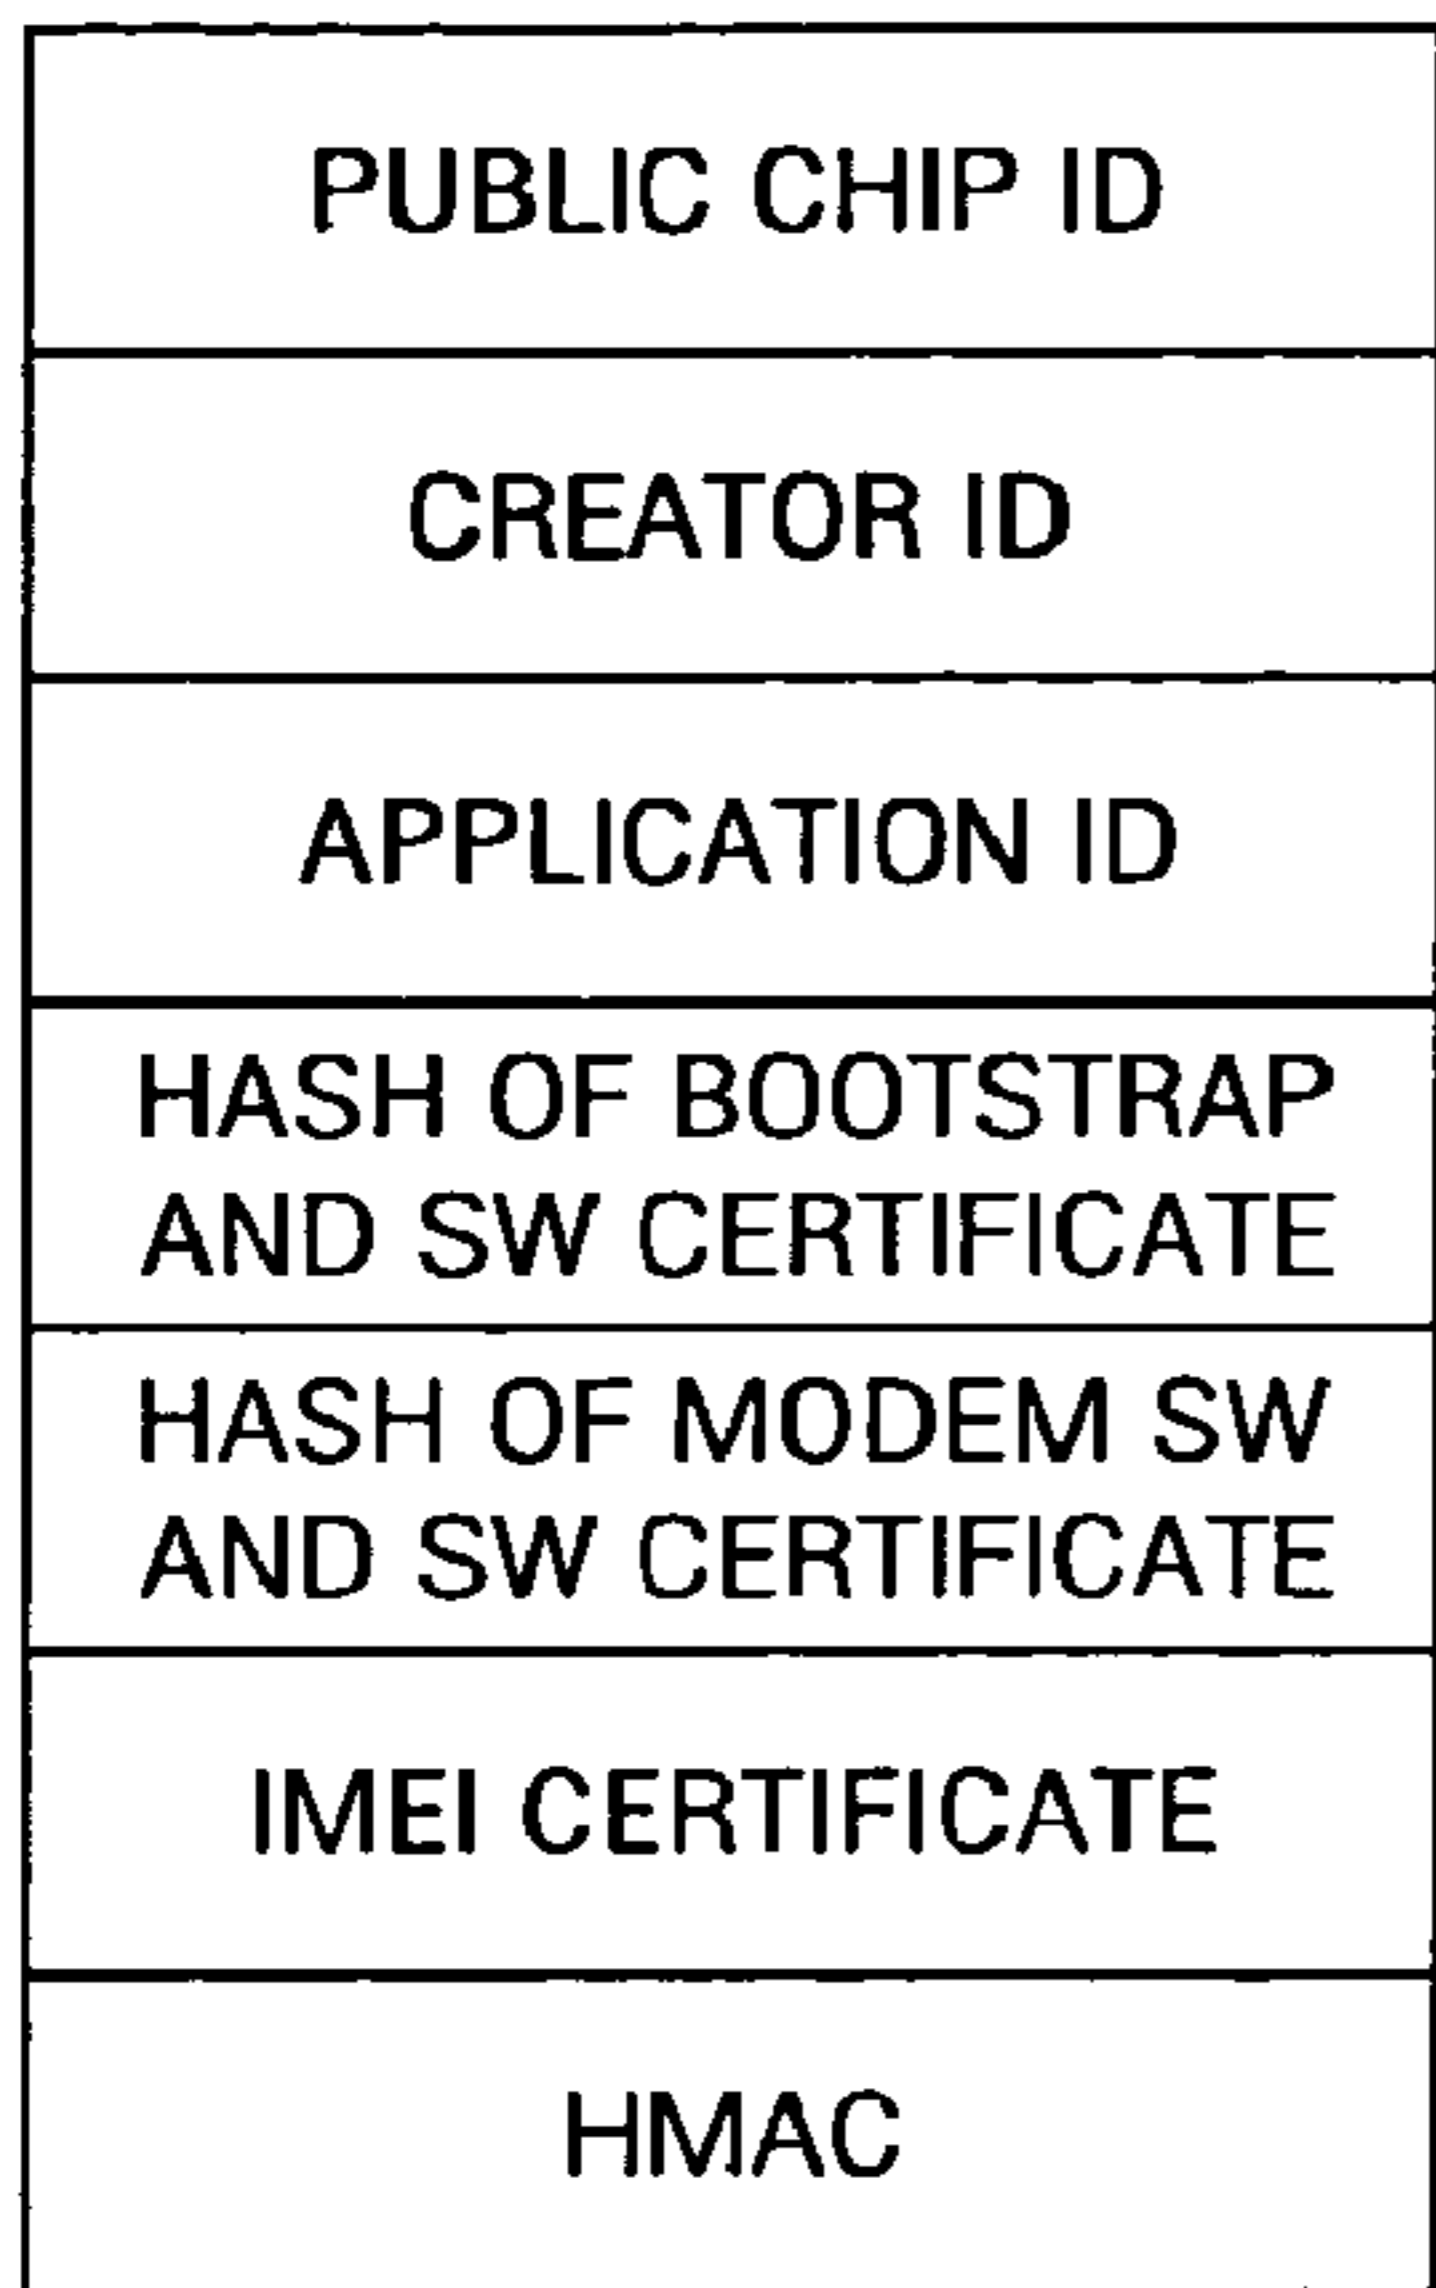 PUBLIC CHIP ID
CREATOR ID
APPLICATION ID
HASH OF BOOTSTRAP
AND SW CERTIFICATE
HASH OF MODEM SW
AND SW CERTIFICATE
IMEI CERTIFICATE
HMAC